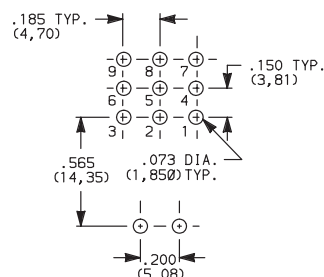 .185 TYP.
(4,70)
.150 TYP.
(3,81)
9 8 7
6 5 4
3 2 1
.565
(14,35)
.073 DIA.
(1,850)TYP.
.200
(5,08)